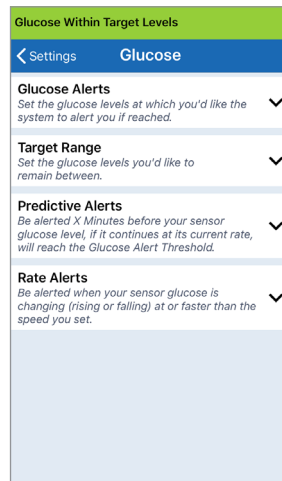 Glucose Within Target Levels
Settings Glucose
Glucose Alerts
Set the glucose levels at which you'd like the
system to alert you if reached.
Target Range
Set the glucose levels you'd like to
remain between.
Predictive Alerts
Be alerted X Minutes before your sensor
glucose level, if it continues at its current rate,
will reach the Glucose Alert Threshold.
Rate Alerts
Be alerted when your sensor glucose is
changing (rising or falling) at or faster than the
speed you set.